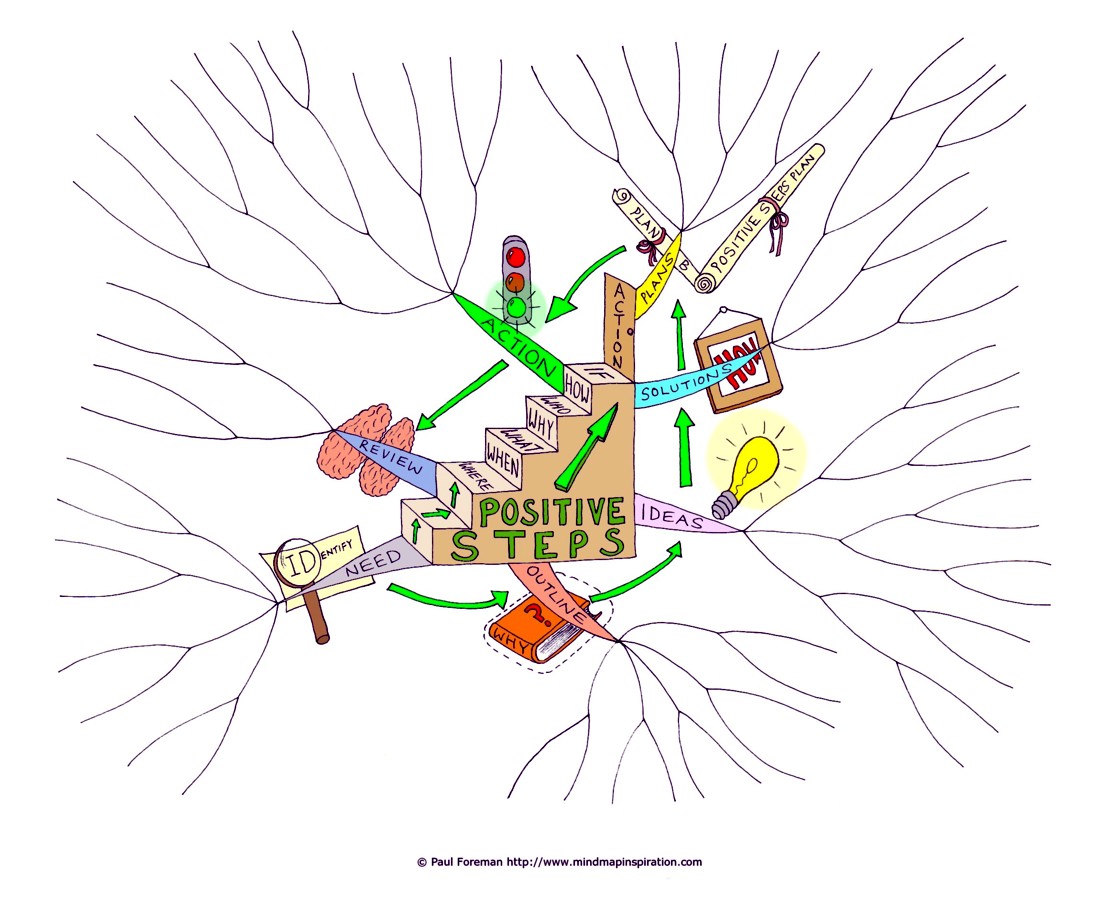 PLAN
B
POSITIVE STEPS PLAN
PLANS
ACTION
ACTION
HOW
SOLUTIONS
IF
HOW
WHO
WHY
WHAT
WHEN
WHERE
REVIEW
POSITIVE
STEPS
IDEAS
IDENTIFY
NEED
OUTLINE
?!
WHY
© Paul Foreman http://www.mindmapinspiration.com